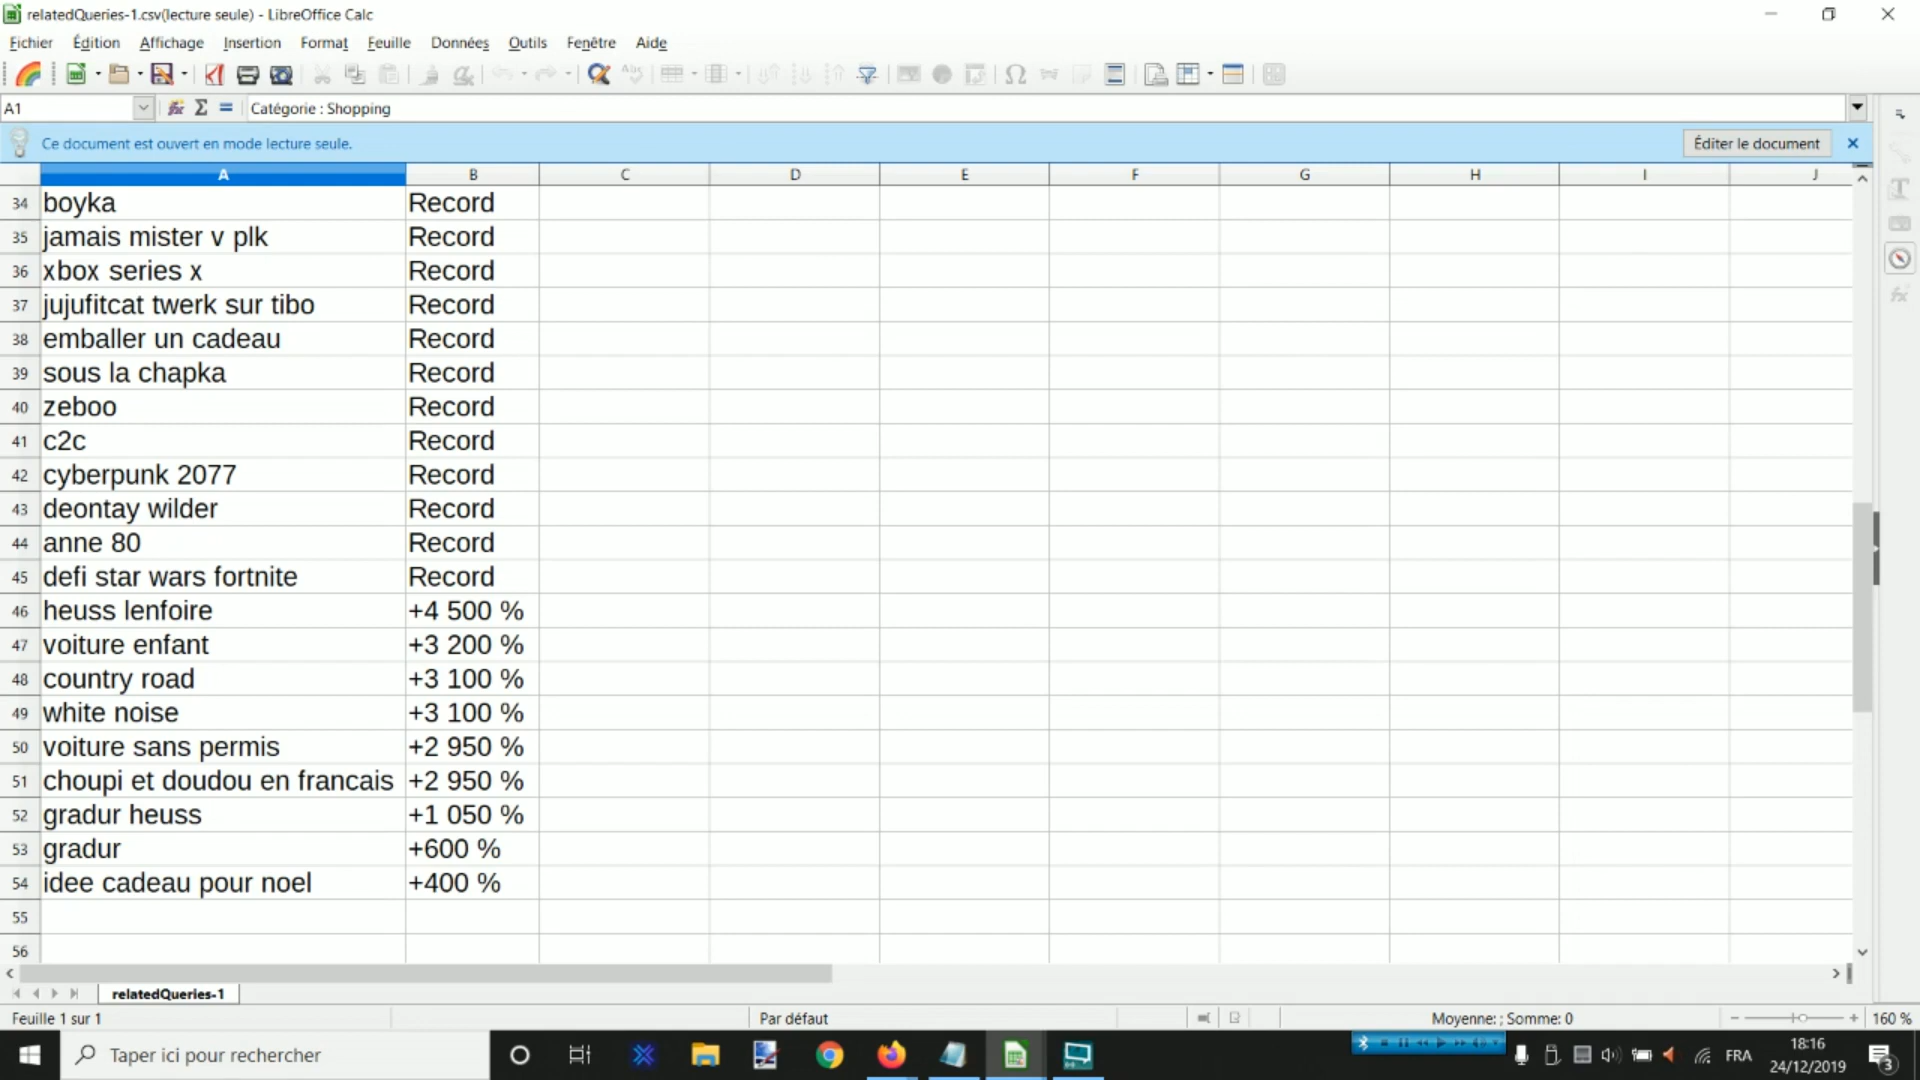 relatedQueries-1.csv(lecture seule) - LibreOffice Calc
Fichier Édition Affichage Insertion Format Feuille Données Outils Fenêtre Aide
A1 Catégorie : Shopping
Ce document est ouvert en mode lecture seule. Éditer le document
A B C D E F G H I J
34 boyka Record
35 jamais mister v plk Record
36 xbox series x Record
37 jujufitcat twerk sur tibo Record
38 emballer un cadeau Record
39 sous la chapka Record
40 zeboo Record
41 c2c Record
42 cyberpunk 2077 Record
43 deontay wilder Record
44 anne 80 Record
45 defi star wars fortnite Record
46 heuss lenfoire +4 500 %
47 voiture enfant +3 200 %
48 country road +3 100 %
49 white noise +3 100 %
50 voiture sans permis +2 950 %
51 choupi et doudou en francais +2 950 %
52 gradur heuss +1 050 %
53 gradur +600 %
54 idee cadeau pour noel +400 %
55
56
relatedQueries-1
Feuille 1 sur 1 Par défaut Moyenne: ; Somme: 0 160 %
Taper ici pour rechercher FRA 18:16
24/12/2019 3